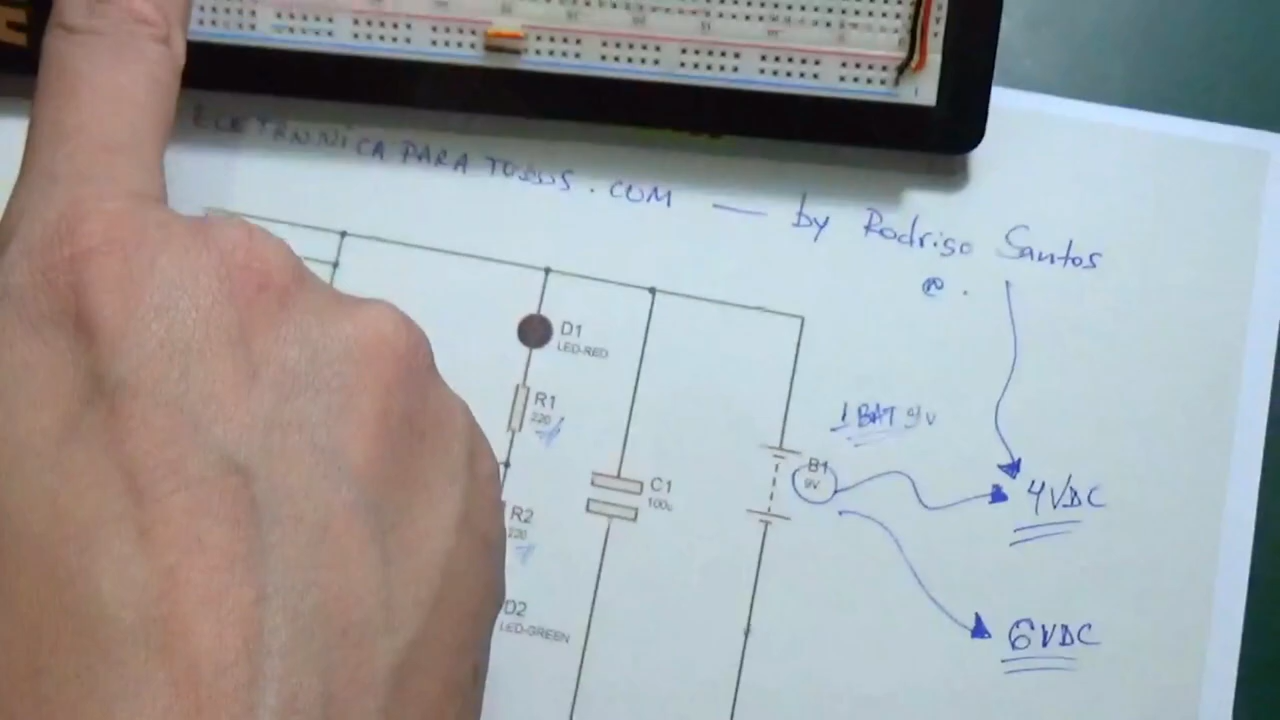 ELETRONICA PARA TODOS.COM — by Rodrigo Santos
@.
D1
LED-RED
R1
220
1 BAT 9V
B1
9V
C1
100u
4VDC
R2
220
D2
LED-GREEN
6VDC